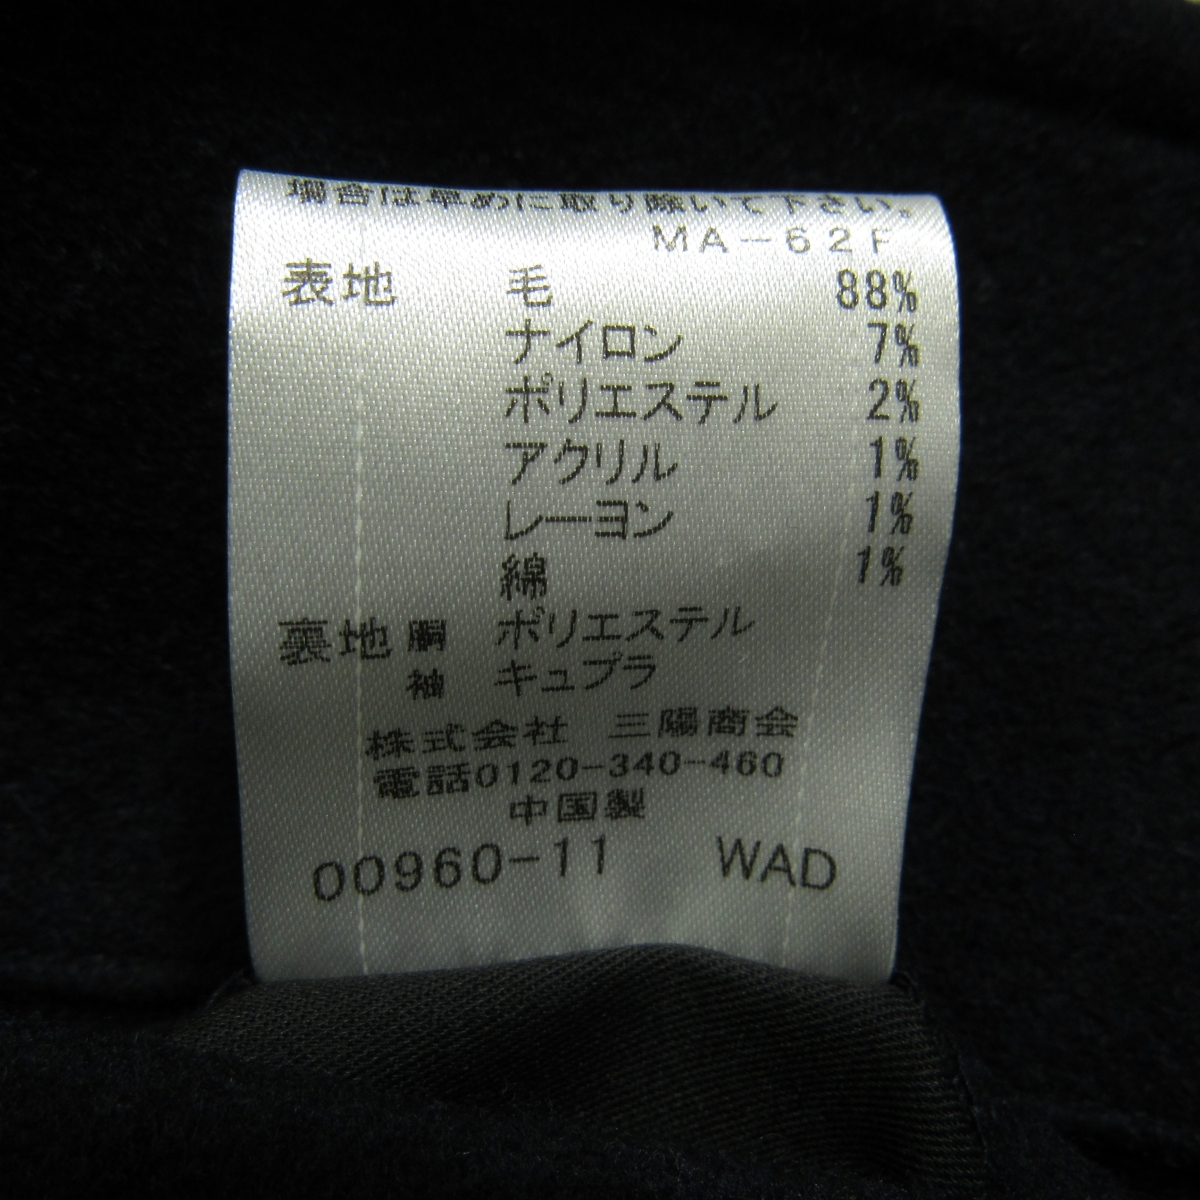 場合は早めに取り除いて下さい。
MA-62F
表地 毛 88%
ナイロン 7%
ポリエステル 2%
アクリル 1%
レーヨン 1%
綿 1%
裏地 胴 ポリエステル
袖 キュプラ
株式会社 三陽商会
電話0120-340-460
中国製
00960-11 WAD